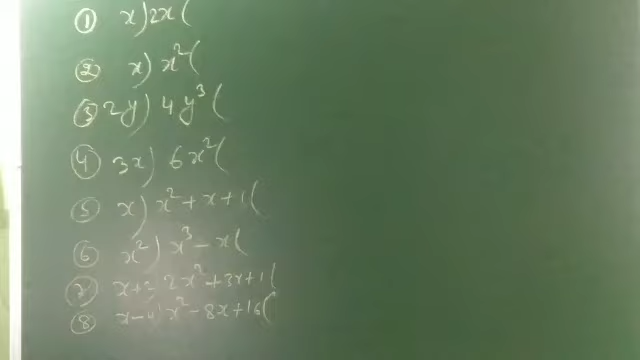 ① x)2x(
② x)x²(
③ 2y)4y³(
④ 3x)6x²(
⑤ x)x²+x+1(
⑥ x²)x³-x(
⑦ x+2)2x²+3x+1(
⑧ x-4)x²-8x+16(